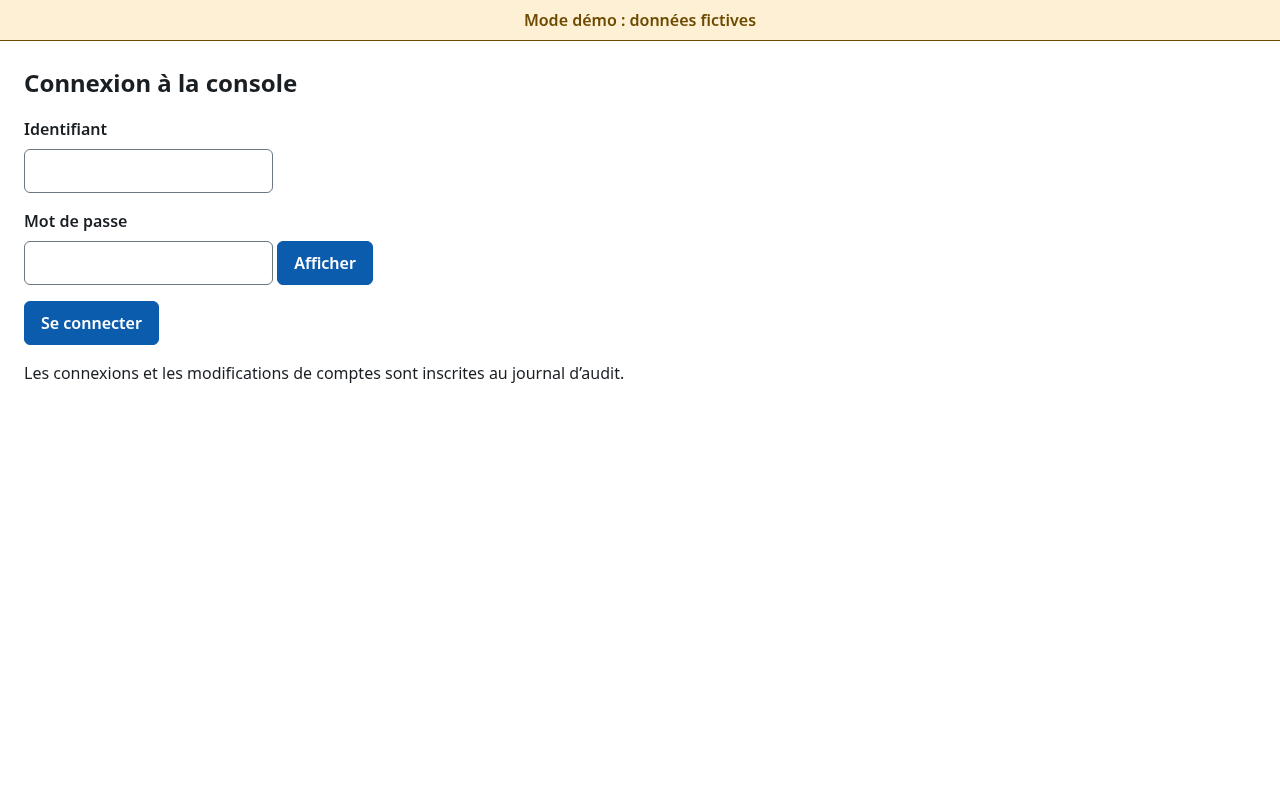 Mode démo : données fictives
Connexion à la console
Identifiant
Mot de passe
Afficher
Se connecter
Les connexions et les modifications de comptes sont inscrites au journal d’audit.